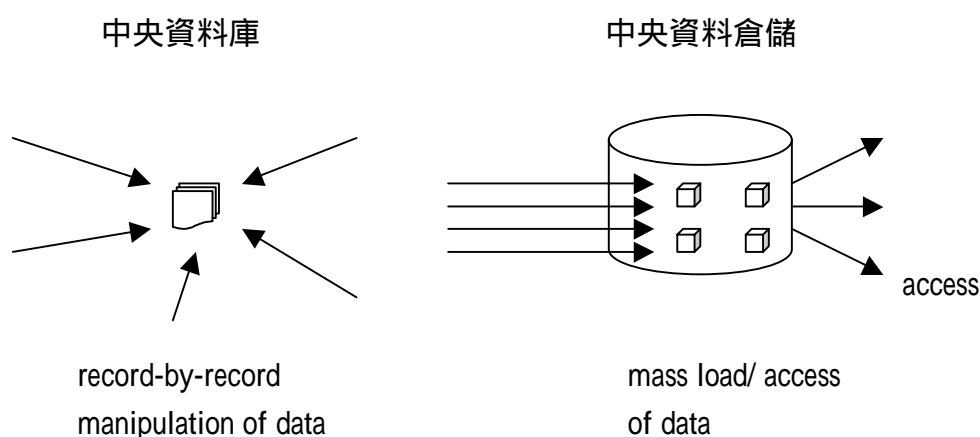 中央資料庫
中央資料倉儲
access
record-by-record
manipulation of data
mass load/ access
of data